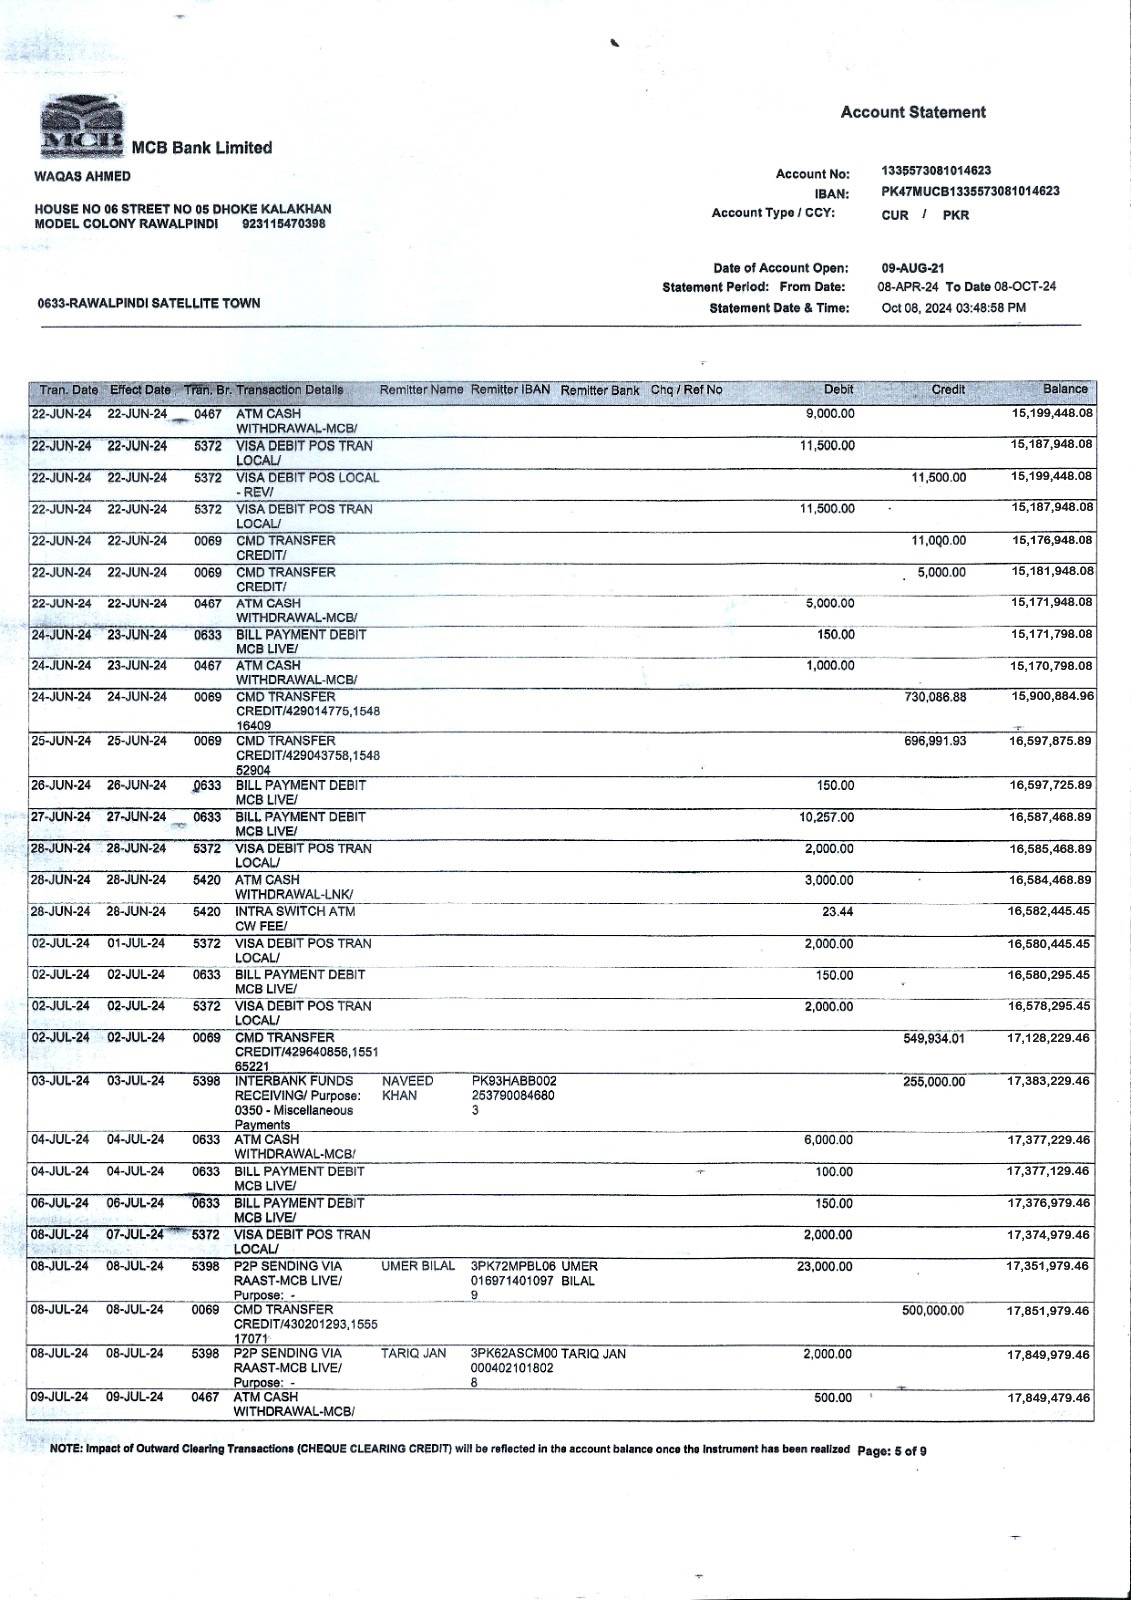 Account Statement
MCB
MCB Bank Limited
WAQAS AHMED
Account No: 1335573081014623
IBAN: PK47MUCB1335573081014623
HOUSE NO 06 STREET NO 05 DHOKE KALAKHAN
Account Type / CCY: CUR / PKR
MODEL COLONY RAWALPINDI 923115470398
Date of Account Open: 09-AUG-21
Statement Period: From Date: 08-APR-24 To Date 08-OCT-24
0633-RAWALPINDI SATELLITE TOWN
Statement Date & Time: Oct 08, 2024 03:48:58 PM
Tran. Date Effect Date Tran. Br. Transaction Details Remitter Name Remitter IBAN Remitter Bank Chq / Ref No Debit Credit Balance
22-JUN-24 22-JUN-24 0467 ATM CASH 9,000.00 15,199,448.08
WITHDRAWAL-MCB/
22-JUN-24 22-JUN-24 5372 VISA DEBIT POS TRAN 11,500.00 15,187,948.08
LOCAL/
22-JUN-24 22-JUN-24 5372 VISA DEBIT POS LOCAL 11,500.00 15,199,448.08
- REV/
22-JUN-24 22-JUN-24 5372 VISA DEBIT POS TRAN 11,500.00 15,187,948.08
LOCAL/
22-JUN-24 22-JUN-24 0069 CMD TRANSFER 11,000.00 15,176,948.08
CREDIT/
22-JUN-24 22-JUN-24 0069 CMD TRANSFER 5,000.00 15,181,948.08
CREDIT/
22-JUN-24 22-JUN-24 0467 ATM CASH 5,000.00 15,171,948.08
WITHDRAWAL-MCB/
24-JUN-24 23-JUN-24 0633 BILL PAYMENT DEBIT 150.00 15,171,798.08
MCB LIVE/
24-JUN-24 23-JUN-24 0467 ATM CASH 1,000.00 15,170,798.08
WITHDRAWAL-MCB/
24-JUN-24 24-JUN-24 0069 CMD TRANSFER 730,086.88 15,900,884.96
CREDIT/429014775,1548
16409
25-JUN-24 25-JUN-24 0069 CMD TRANSFER 696,991.93 16,597,875.89
CREDIT/429043758,1548
52904
26-JUN-24 26-JUN-24 0633 BILL PAYMENT DEBIT 150.00 16,597,725.89
MCB LIVE/
27-JUN-24 27-JUN-24 0633 BILL PAYMENT DEBIT 10,257.00 16,587,468.89
MCB LIVE/
28-JUN-24 28-JUN-24 5372 VISA DEBIT POS TRAN 2,000.00 16,585,468.89
LOCAL/
28-JUN-24 28-JUN-24 5420 ATM CASH 3,000.00 16,584,468.89
WITHDRAWAL-LNK/
28-JUN-24 28-JUN-24 5420 INTRA SWITCH ATM 23.44 16,582,445.45
CW FEE/
02-JUL-24 01-JUL-24 5372 VISA DEBIT POS TRAN 2,000.00 16,580,445.45
LOCAL/
02-JUL-24 02-JUL-24 0633 BILL PAYMENT DEBIT 150.00 16,580,295.45
MCB LIVE/
02-JUL-24 02-JUL-24 5372 VISA DEBIT POS TRAN 2,000.00 16,578,295.45
LOCAL/
02-JUL-24 02-JUL-24 0069 CMD TRANSFER 549,934.01 17,128,229.46
CREDIT/429640856,1551
65221
03-JUL-24 03-JUL-24 5398 INTERBANK FUNDS NAVEED PK93HABB002 255,000.00 17,383,229.46
RECEIVING/ Purpose: KHAN 253790084680
0350 - Miscellaneous 3
Payments
04-JUL-24 04-JUL-24 0633 ATM CASH 6,000.00 17,377,229.46
WITHDRAWAL-MCB/
04-JUL-24 04-JUL-24 0633 BILL PAYMENT DEBIT 100.00 17,377,129.46
MCB LIVE/
06-JUL-24 06-JUL-24 0633 BILL PAYMENT DEBIT 150.00 17,376,979.46
MCB LIVE/
08-JUL-24 07-JUL-24 5372 VISA DEBIT POS TRAN 2,000.00 17,374,979.46
LOCAL/
08-JUL-24 08-JUL-24 5398 P2P SENDING VIA UMER BILAL 3PK72MPBL06 UMER 23,000.00 17,351,979.46
RAAST-MCB LIVE/ 016971401097 BILAL
Purpose: - 9
08-JUL-24 08-JUL-24 0069 CMD TRANSFER 500,000.00 17,851,979.46
CREDIT/430201293,1555
17071
08-JUL-24 08-JUL-24 5398 P2P SENDING VIA TARIQ JAN 3PK62ASCM00 TARIQ JAN 2,000.00 17,849,979.46
RAAST-MCB LIVE/ 000402101802
Purpose: - 8
09-JUL-24 09-JUL-24 0467 ATM CASH 500.00 17,849,479.46
WITHDRAWAL-MCB/
NOTE: Impact of Outward Clearing Transactions (CHEQUE CLEARING CREDIT) will be reflected in the account balance once the instrument has been realized Page: 5 of 9